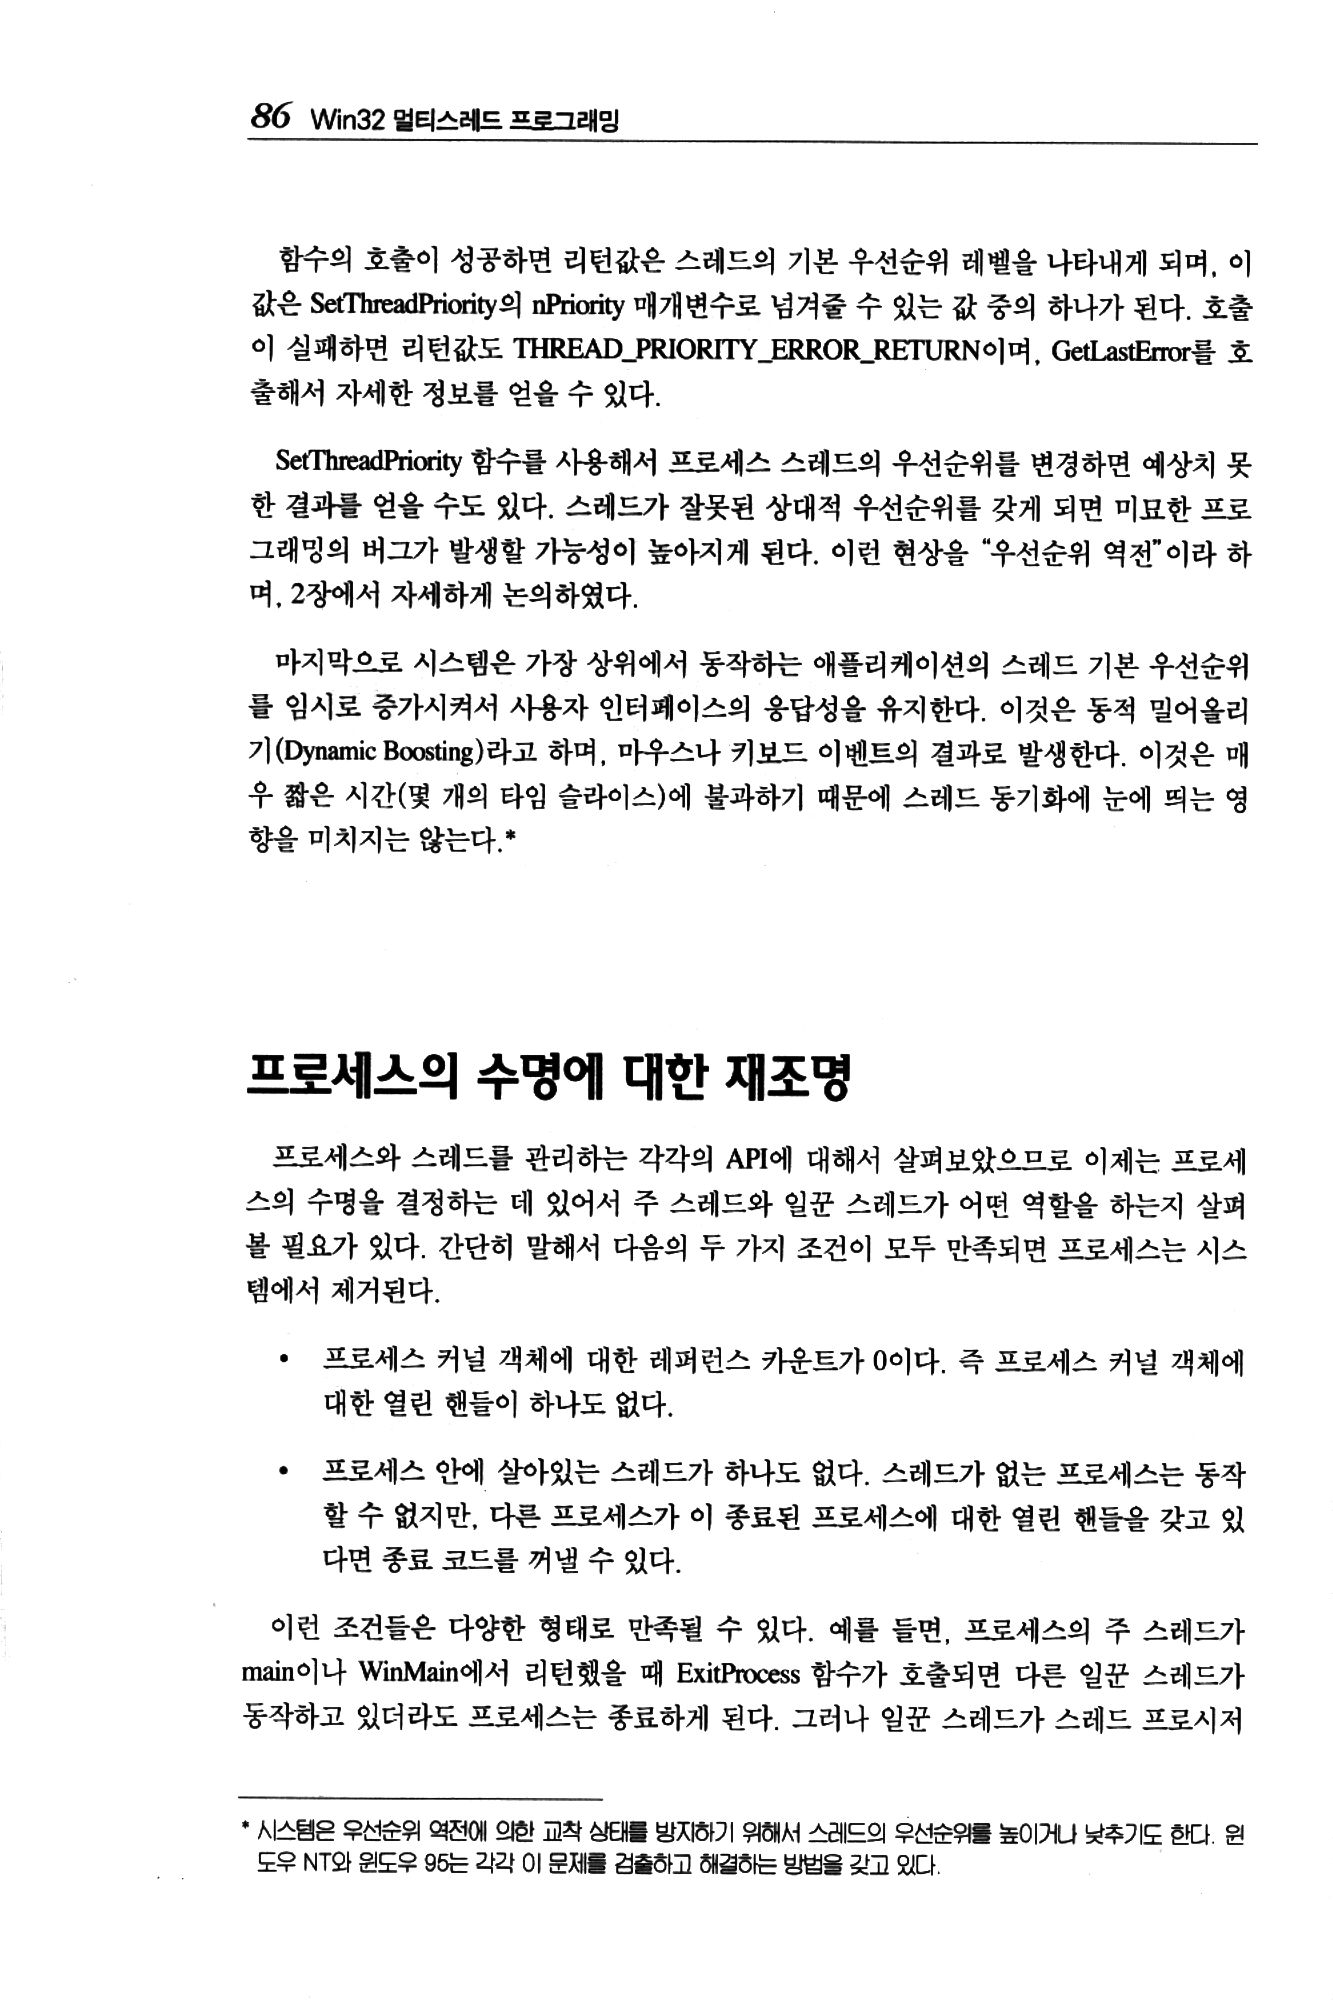 86 Win32 멀티스레드 프로그래밍
함수의 호출이 성공하면 리턴값은 스레드의 기본 우선순위 레벨을 나타내게 되며, 이
값은 SetThreadPriority의 nPriority 매개변수로 넘겨줄 수 있는 값 중의 하나가 된다. 호출
이 실패하면 리턴값도 THREAD_PRIORITY_ERROR_RETURN이며, GetLastError를 호
출해서 자세한 정보를 얻을 수 있다.
SetThreadPriority 함수를 사용해서 프로세스 스레드의 우선순위를 변경하면 예상치 못
한 결과를 얻을 수도 있다. 스레드가 잘못된 상대적 우선순위를 갖게 되면 미묘한 프로
그래밍의 버그가 발생할 가능성이 높아지게 된다. 이런 현상을 “우선순위 역전”이라 하
며, 2장에서 자세하게 논의하였다.
마지막으로 시스템은 가장 상위에서 동작하는 애플리케이션의 스레드 기본 우선순위
를 임시로 증가시켜서 사용자 인터페이스의 응답성을 유지한다. 이것은 동적 밀어올리
기(Dynamic Boosting)라고 하며, 마우스나 키보드 이벤트의 결과로 발생한다. 이것은 매
우 짧은 시간(몇 개의 타임 슬라이스)에 불과하기 때문에 스레드 동기화에 눈에 띄는 영
향을 미치지는 않는다.*
프로세스의 수명에 대한 재조명
프로세스와 스레드를 관리하는 각각의 API에 대해서 살펴보았으므로 이제는 프로세
스의 수명을 결정하는 데 있어서 주 스레드와 일꾼 스레드가 어떤 역할을 하는지 살펴
볼 필요가 있다. 간단히 말해서 다음의 두 가지 조건이 모두 만족되면 프로세스는 시스
템에서 제거된다.
• 프로세스 커널 객체에 대한 레퍼런스 카운트가 0이다. 즉 프로세스 커널 객체에
대한 열린 핸들이 하나도 없다.
• 프로세스 안에 살아있는 스레드가 하나도 없다. 스레드가 없는 프로세스는 동작
할 수 없지만, 다른 프로세스가 이 종료된 프로세스에 대한 열린 핸들을 갖고 있
다면 종료 코드를 꺼낼 수 있다.
이런 조건들은 다양한 형태로 만족될 수 있다. 예를 들면, 프로세스의 주 스레드가
main이나 WinMain에서 리턴했을 때 ExitProcess 함수가 호출되면 다른 일꾼 스레드가
동작하고 있더라도 프로세스는 종료하게 된다. 그러나 일꾼 스레드가 스레드 프로시저
* 시스템은 우선순위 역전에 의한 교착 상태를 방지하기 위해서 스레드의 우선순위를 높이거나 낮추기도 한다. 윈
도우 NT와 윈도우 95는 각각 이 문제를 검출하고 해결하는 방법을 갖고 있다.